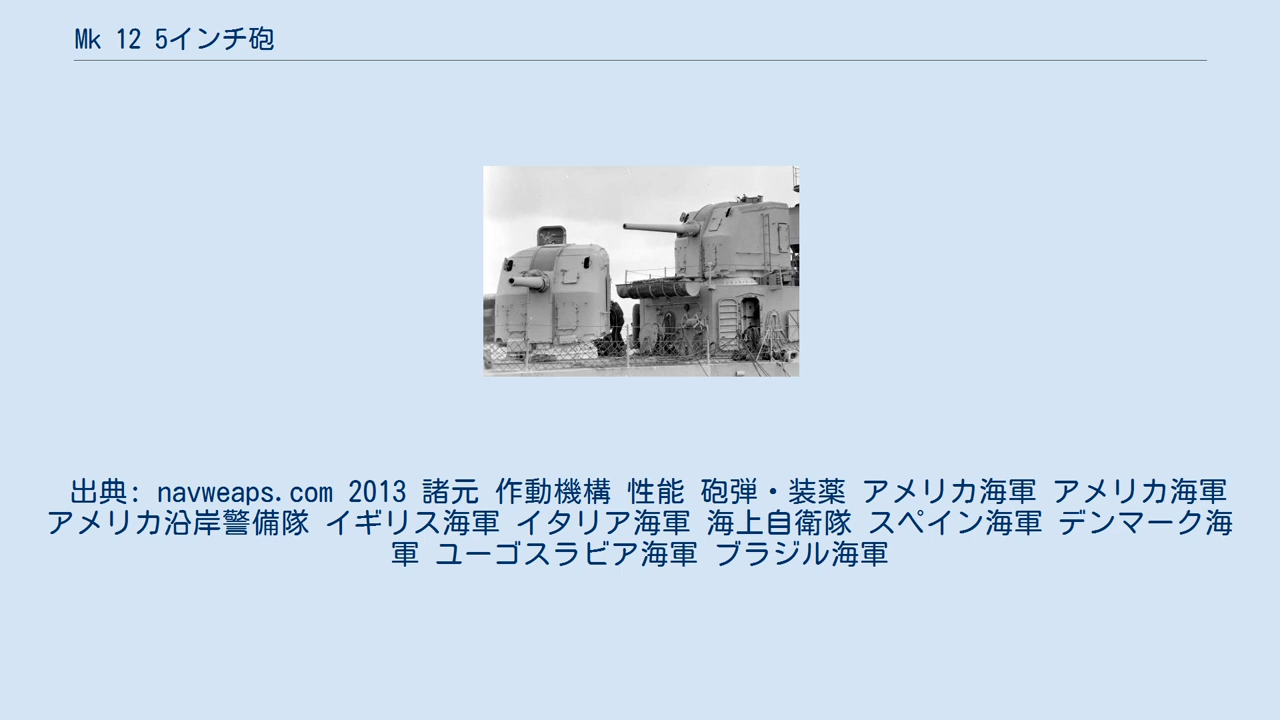 Mk 12 5インチ砲
出典: navweaps.com 2013 諸元 作動機構 性能 砲弾・装薬 アメリカ海軍 アメリカ海軍
アメリカ沿岸警備隊 イギリス海軍 イタリア海軍 海上自衛隊 スペイン海軍 デンマーク海
軍 ユーゴスラビア海軍 ブラジル海軍